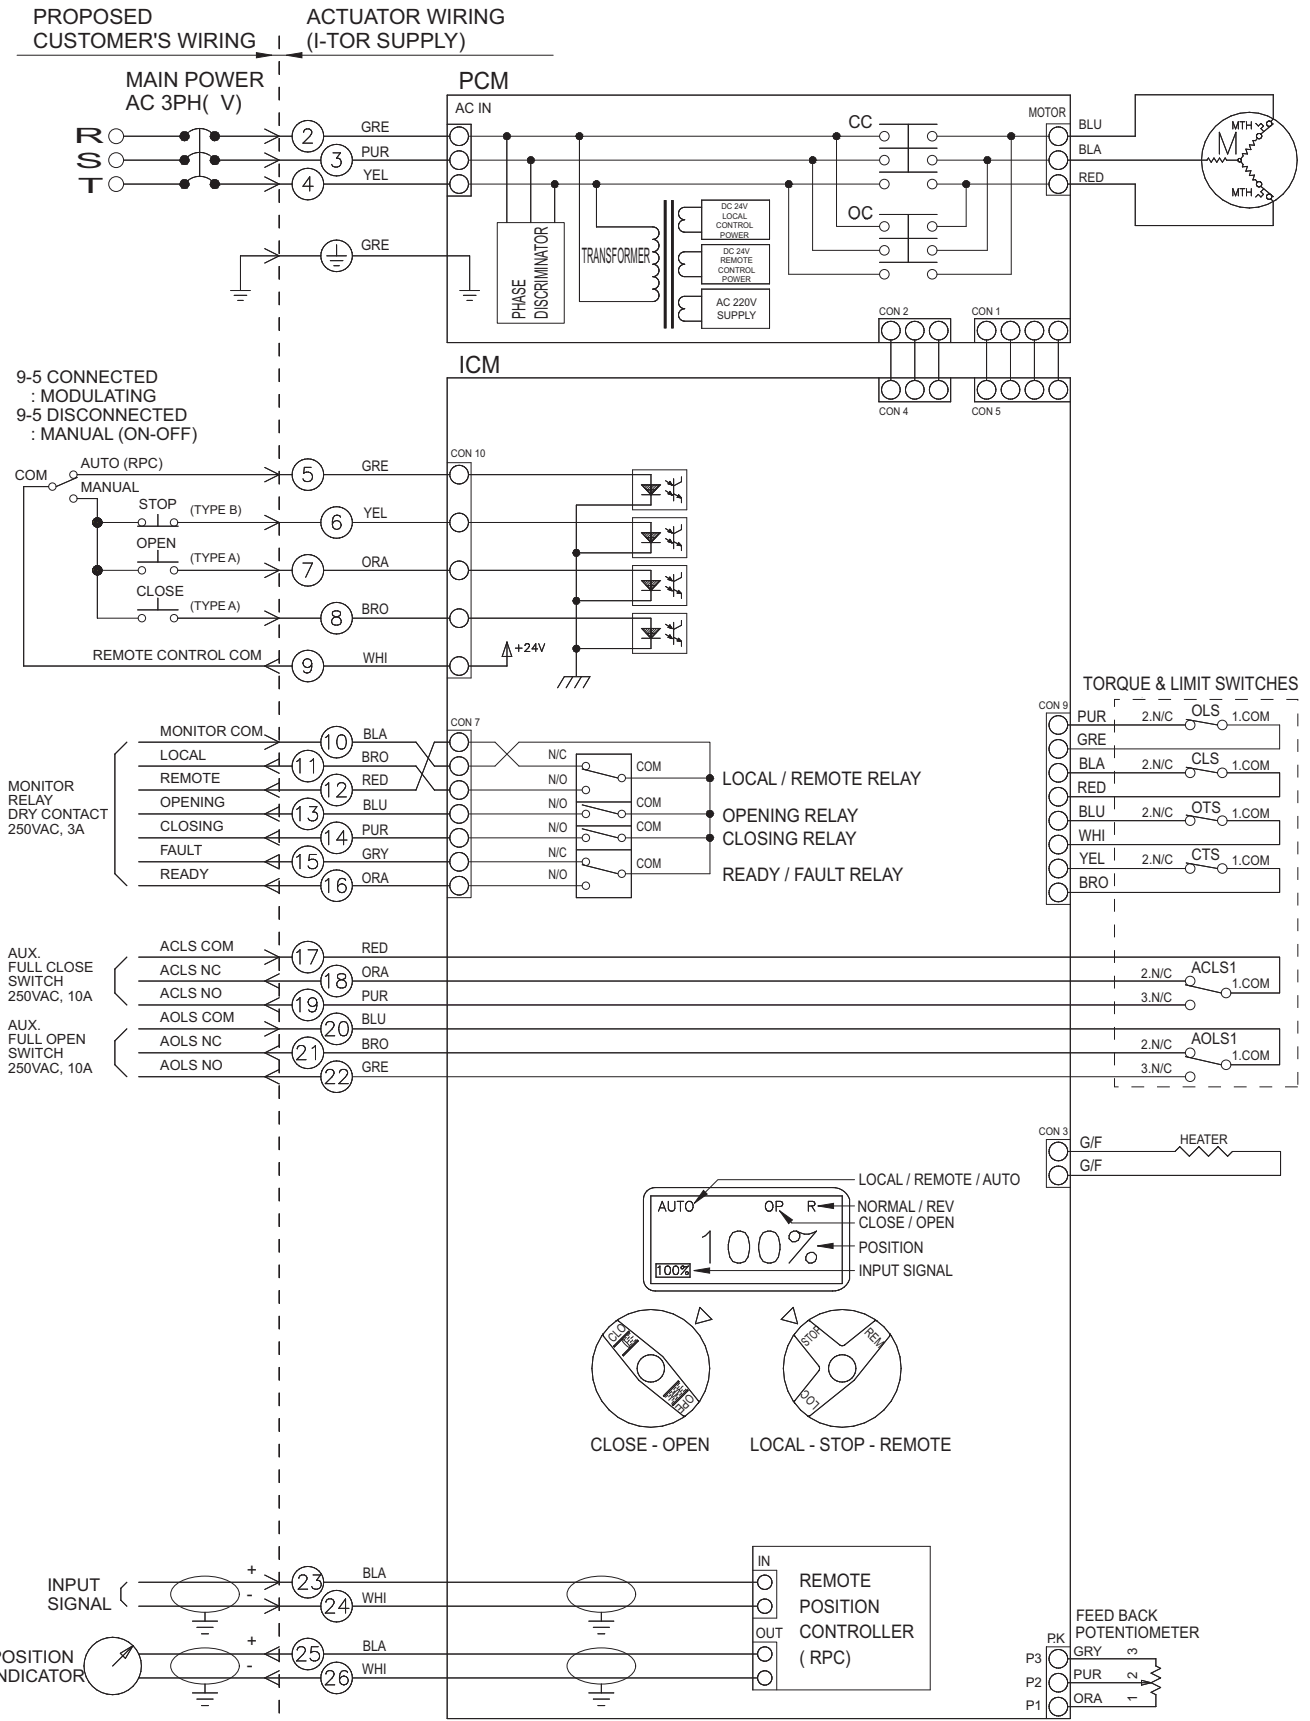 PROPOSED
CUSTOMER'S WIRING
ACTUATOR WIRING
(I-TOR SUPPLY)
MAIN POWER
AC 3PH( V)
R
S
T
2
3
4
GRE
PUR
YEL
GRE
PCM
AC IN
PHASE
DISCRIMINATOR
TRANSFORMER
DC 24V
LOCAL
CONTROL
POWER
DC 24V
REMOTE
CONTROL
POWER
AC 220V
SUPPLY
CC
OC
MOTOR
BLU
BLA
RED
MTH
M
MTH
CON 2
CON 1
CON 4
CON 5
ICM
9-5 CONNECTED
: MODULATING
9-5 DISCONNECTED
: MANUAL (ON-OFF)
COM
AUTO (RPC)
MANUAL
STOP
(TYPE B)
OPEN
(TYPE A)
CLOSE
(TYPE A)
REMOTE CONTROL COM
5
6
7
8
9
GRE
YEL
ORA
BRO
WHI
CON 10
+24V
MONITOR
RELAY
DRY CONTACT
250VAC, 3A
MONITOR COM
LOCAL
REMOTE
OPENING
CLOSING
FAULT
READY
10
11
12
13
14
15
16
BLA
BRO
RED
BLU
PUR
GRY
ORA
CON 7
N/C
N/O
N/O
N/O
N/C
N/O
COM
COM
COM
COM
LOCAL / REMOTE RELAY
OPENING RELAY
CLOSING RELAY
READY / FAULT RELAY
TORQUE & LIMIT SWITCHES
CON 9
PUR
GRE
BLA
RED
BLU
WHI
YEL
BRO
2.N/C OLS 1.COM
2.N/C CLS 1.COM
2.N/C OTS 1.COM
2.N/C CTS 1.COM
AUX.
FULL CLOSE
SWITCH
250VAC, 10A
ACLS COM
ACLS NC
ACLS NO
AUX.
FULL OPEN
SWITCH
250VAC, 10A
AOLS COM
AOLS NC
AOLS NO
17
18
19
20
21
22
RED
ORA
PUR
BLU
BRO
GRE
2.N/C ACLS1
1.COM
3.N/C
2.N/C AOLS1
1.COM
3.N/C
CON 3
G/F
G/F
HEATER
AUTO OP R
100%
100%
LOCAL / REMOTE / AUTO
NORMAL / REV
CLOSE / OPEN
POSITION
INPUT SIGNAL
STOP
REM
LOC
CLOSE - OPEN
LOCAL - STOP - REMOTE
INPUT
SIGNAL
+
-
23
24
BLA
WHI
+
-
25
26
BLA
WHI
IN
OUT
REMOTE
POSITION
CONTROLLER
( RPC)
FEED BACK
POTENTIOMETER
P.K
P3
P2
P1
GRY
PUR
ORA
3
2
1